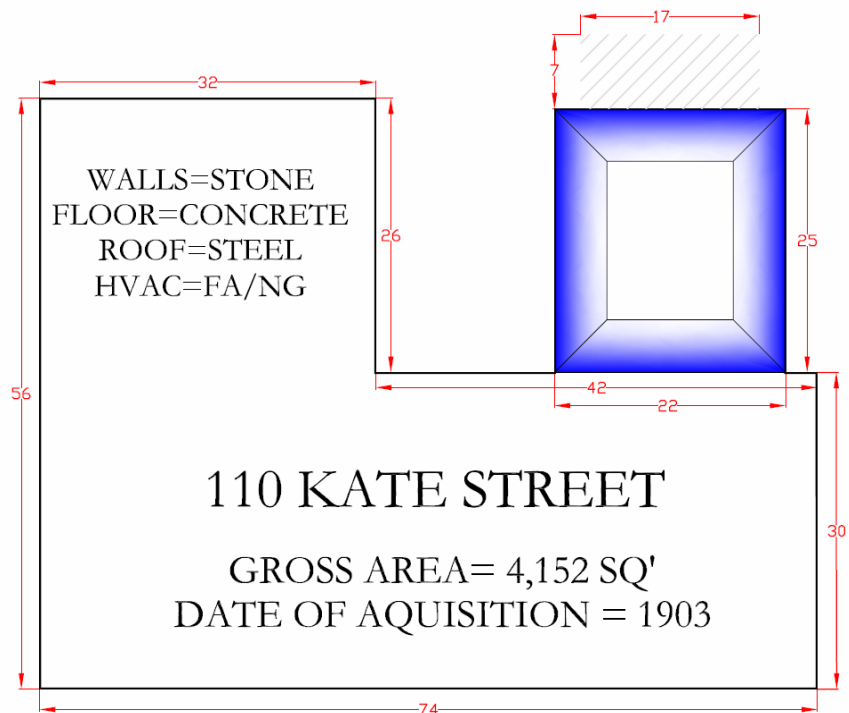 17
7
32
WALLS=STONE
FLOOR=CONCRETE
ROOF=STEEL
HVAC=FA/NG
26
25
56
42
22
110 KATE STREET
30
GROSS AREA= 4,152 SQ'
DATE OF AQUISITION = 1903
74